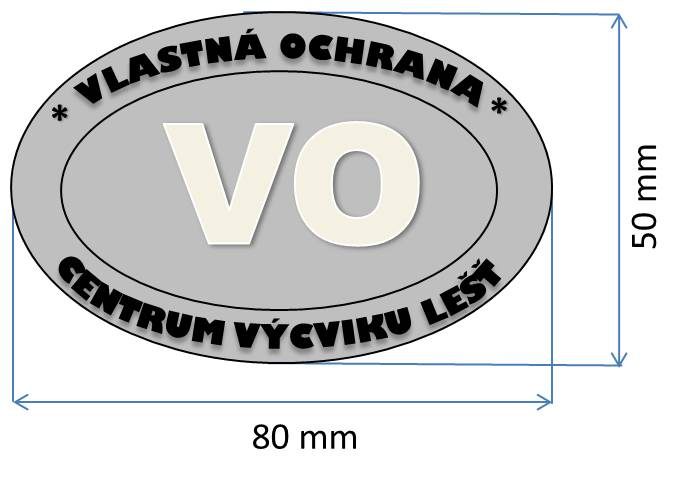 * VLASTNÁ OCHRANA *
VO
CENTRUM VÝCVIKU LEŠŤ
50 mm
80 mm